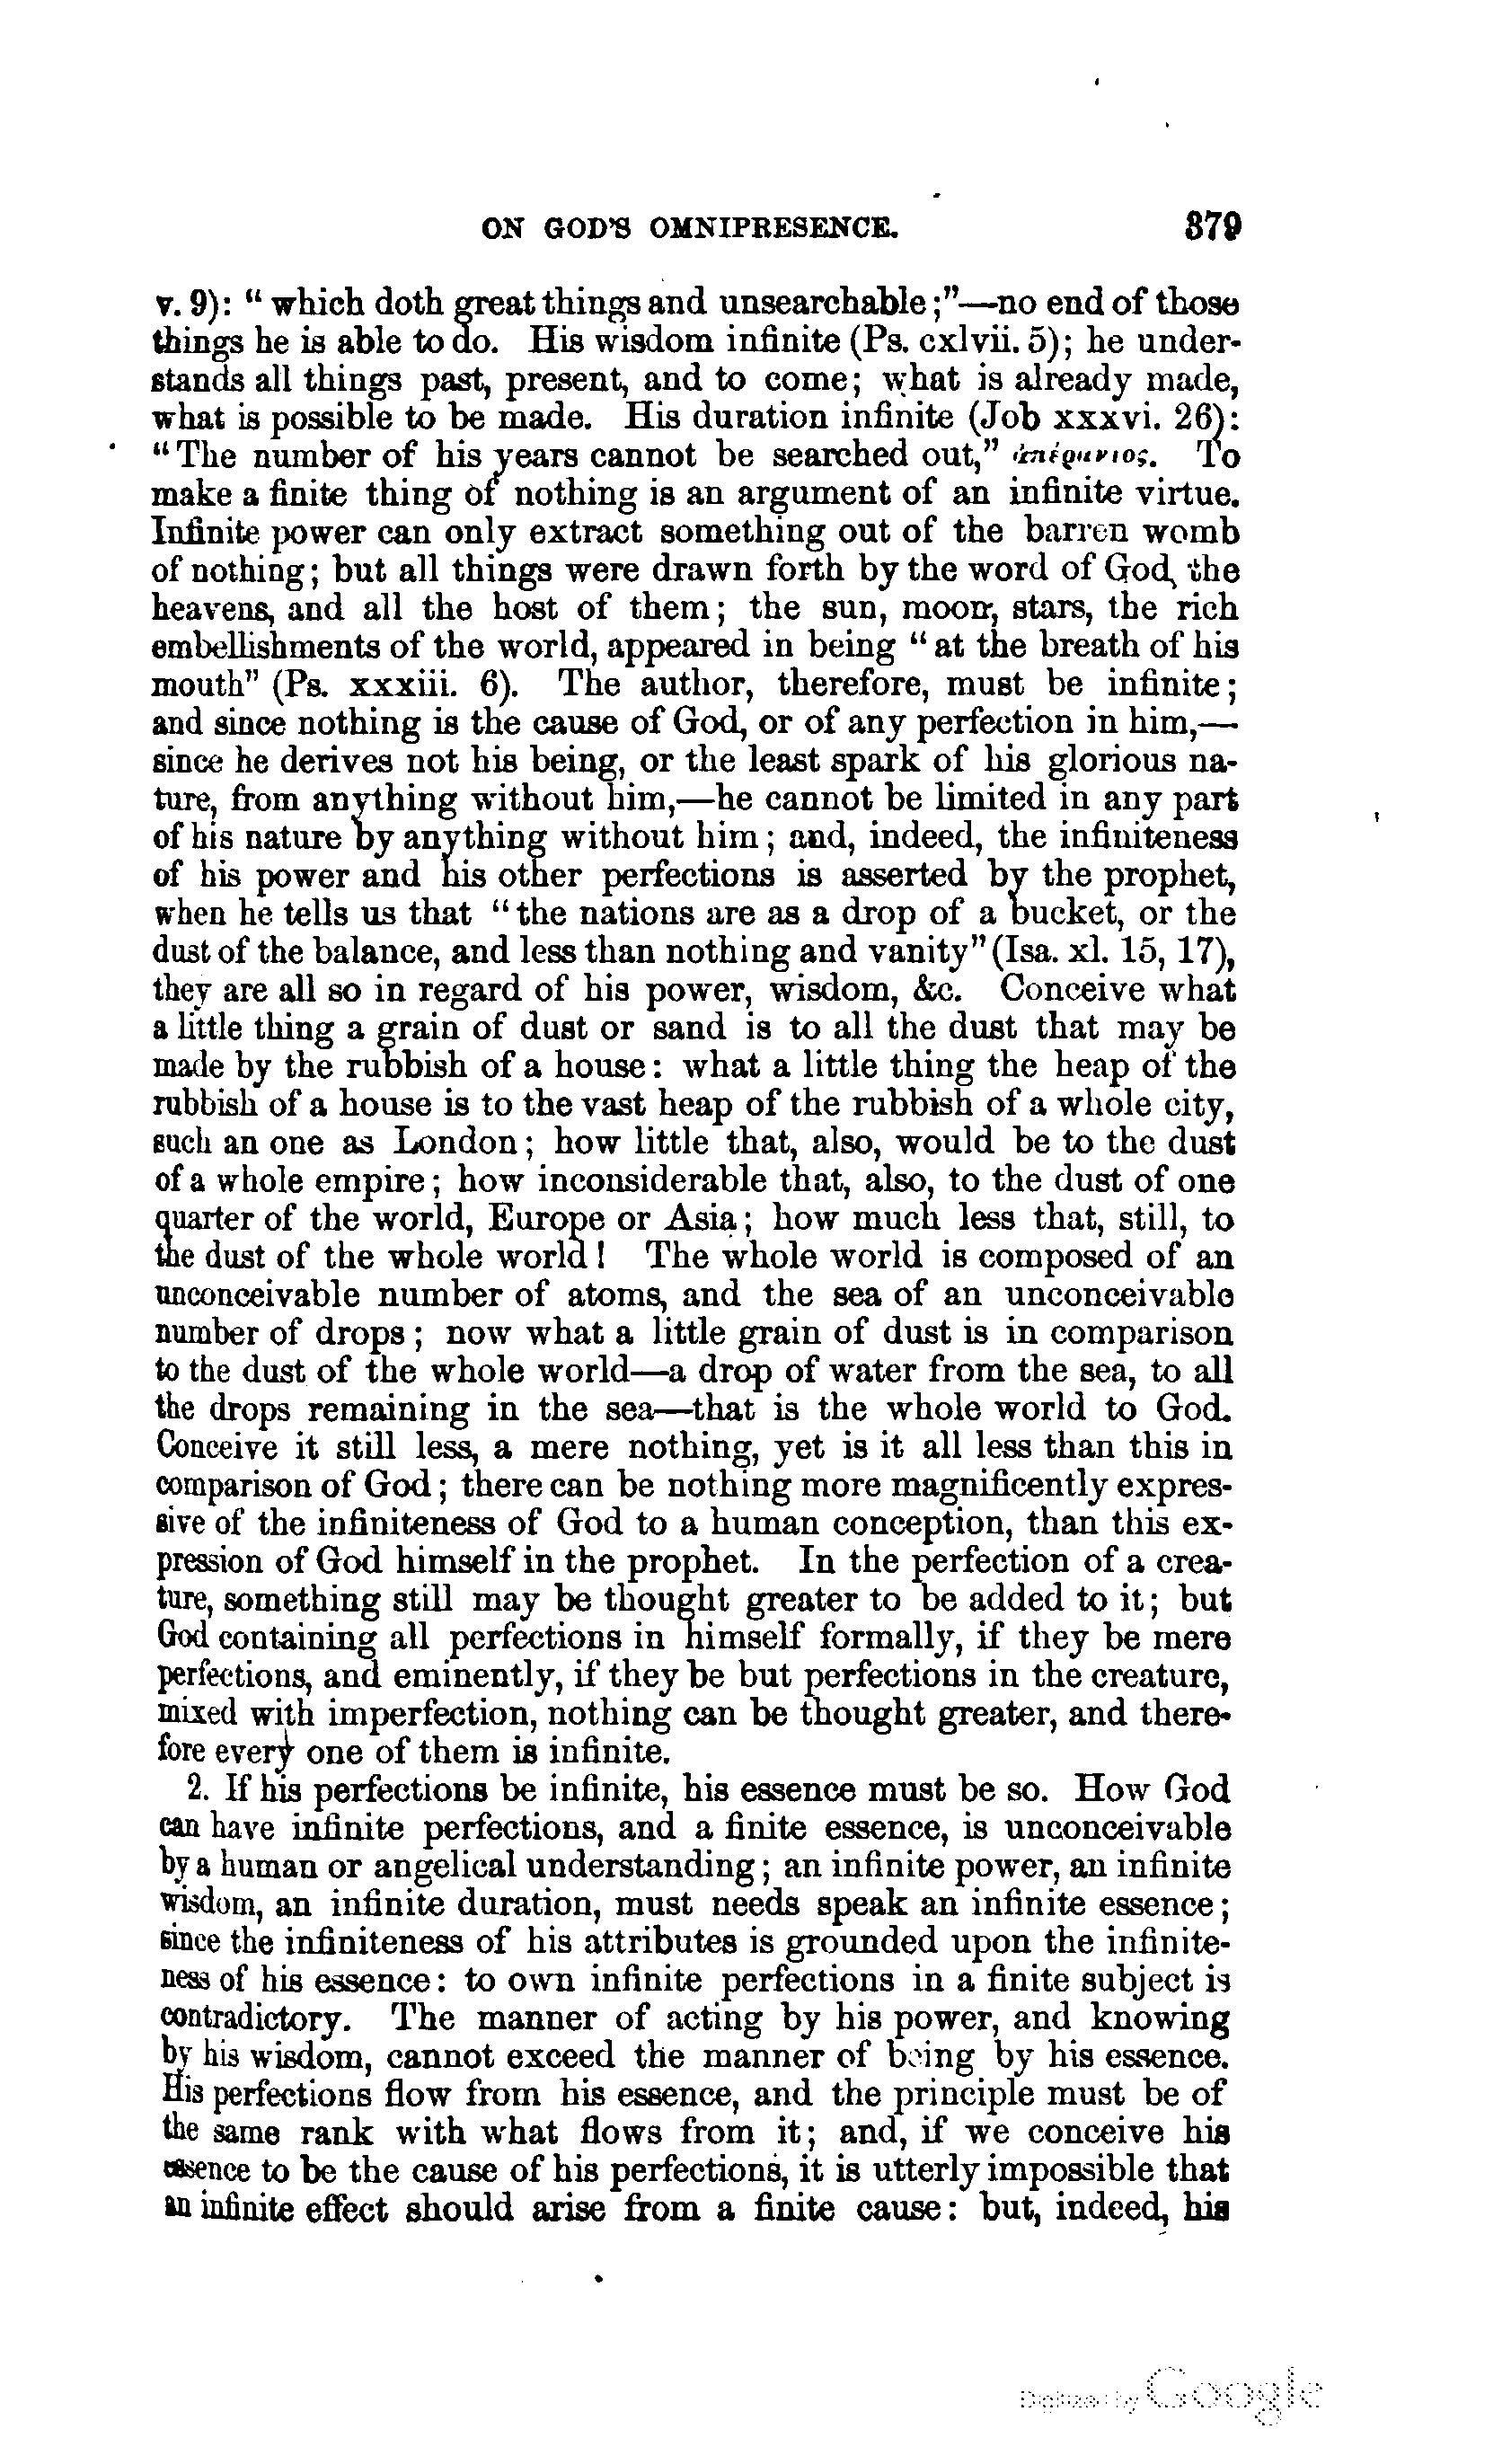 ON GOD'S OMNIPRESENCE. 379
v. 9): “ which doth great things and unsearchable;”—no end of those
things he is able to do. His wisdom infinite (Ps. cxlvii. 5); he under-
stands all things past, present, and to come; what is already made,
what is possible to be made. His duration infinite (Job xxxvi. 26):
“The number of his years cannot be searched out,” To
make a finite thing of nothing is an argument of an infinite virtue.
Infinite power can only extract something out of the barren womb
of nothing; but all things were drawn forth by the word of God, the
heavens, and all the host of them; the sun, moon, stars, the rich
embellishments of the world, appeared in being “at the breath of his
mouth” (Ps. xxxiii. 6). The author, therefore, must be infinite;
and since nothing is the cause of God, or of any perfection in him,—
since he derives not his being, or the least spark of his glorious na-
ture, from anything without him,—he cannot be limited in any part
of his nature by anything without him; and, indeed, the infiniteness
of his power and his other perfections is asserted by the prophet,
when he tells us that “the nations are as a drop of a bucket, or the
dust of the balance, and less than nothing and vanity” (Isa. xl. 15, 17),
they are all so in regard of his power, wisdom, &c. Conceive what
a little thing a grain of dust or sand is to all the dust that may be
made by the rubbish of a house: what a little thing the heap of the
rubbish of a house is to the vast heap of the rubbish of a whole city,
such an one as London; how little that, also, would be to the dust
of a whole empire; how inconsiderable that, also, to the dust of one
quarter of the world, Europe or Asia; how much less that, still, to
the dust of the whole world! The whole world is composed of an
unconceivable number of atoms, and the sea of an unconceivable
number of drops; now what a little grain of dust is in comparison
to the dust of the whole world—a drop of water from the sea, to all
the drops remaining in the sea—that is the whole world to God.
Conceive it still less, a mere nothing, yet is it all less than this in
comparison of God; there can be nothing more magnificently expres-
sive of the infiniteness of God to a human conception, than this ex-
pression of God himself in the prophet. In the perfection of a crea-
ture, something still may be thought greater to be added to it; but
God containing all perfections in himself formally, if they be mere
perfections, and eminently, if they be but perfections in the creature,
mixed with imperfection, nothing can be thought greater, and there-
fore every one of them is infinite.
2. If his perfections be infinite, his essence must be so. How God
can have infinite perfections, and a finite essence, is unconceivable
by a human or angelical understanding; an infinite power, an infinite
wisdom, an infinite duration, must needs speak an infinite essence;
since the infiniteness of his attributes is grounded upon the infinite-
ness of his essence: to own infinite perfections in a finite subject is
contradictory. The manner of acting by his power, and knowing
by his wisdom, cannot exceed the manner of being by his essence.
His perfections flow from his essence, and the principle must be of
the same rank with what flows from it; and, if we conceive his
essence to be the cause of his perfections, it is utterly impossible that
an infinite effect should arise from a finite cause: but, indeed, his
Digitized by Google